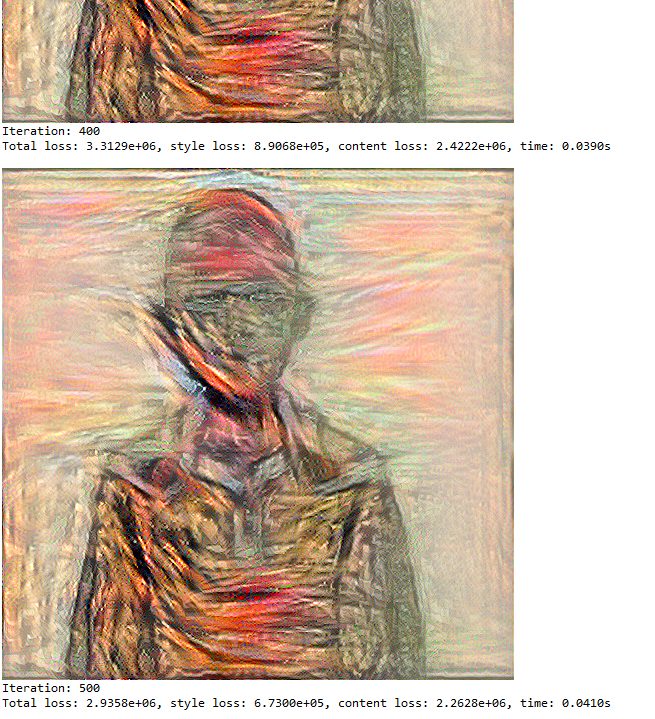 Iteration: 400
Total loss: 3.3129e+06, style loss: 8.9068e+05, content loss: 2.4222e+06, time: 0.0390s
Iteration: 500
Total loss: 2.9358e+06, style loss: 6.7300e+05, content loss: 2.2628e+06, time: 0.0410s